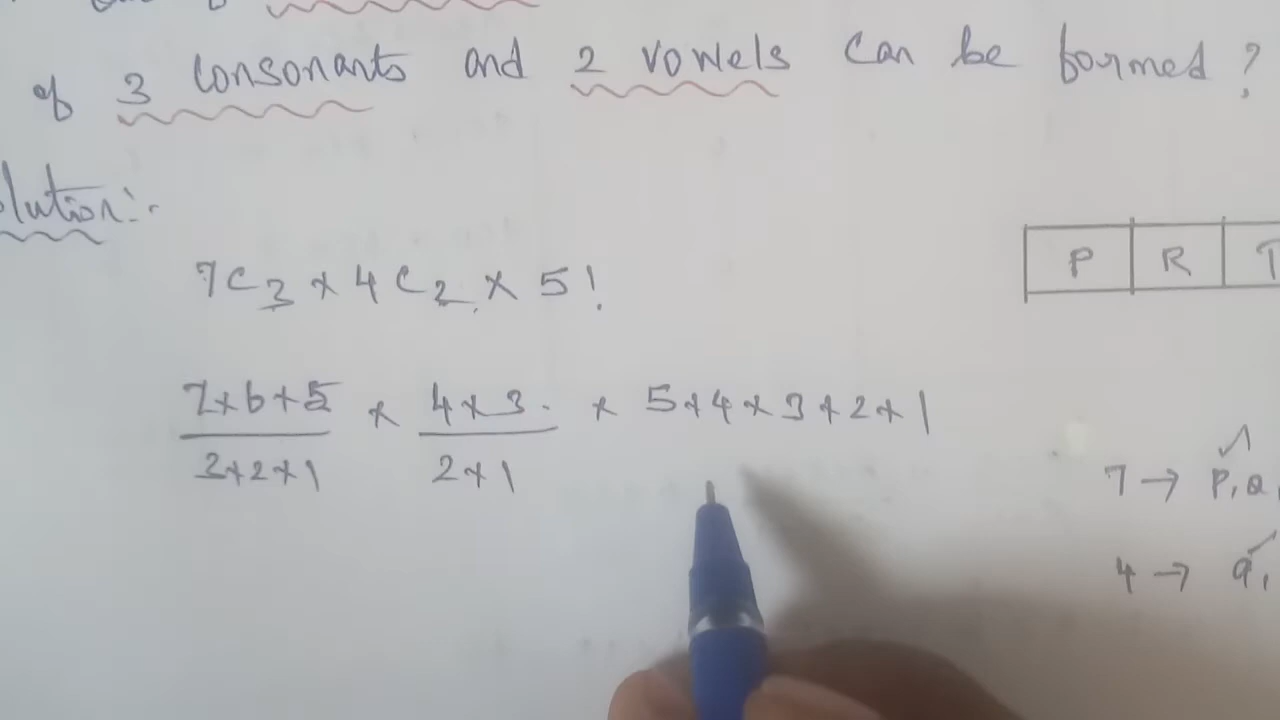 of 3 consonants and 2 vowels can be formed?
lution:-
7C3 × 4C2 × 5!
P R T
7×6×5 × 4×3 × 5×4×3×2×1
3×2×1 2×1
7 → P, Q,
4 → a,